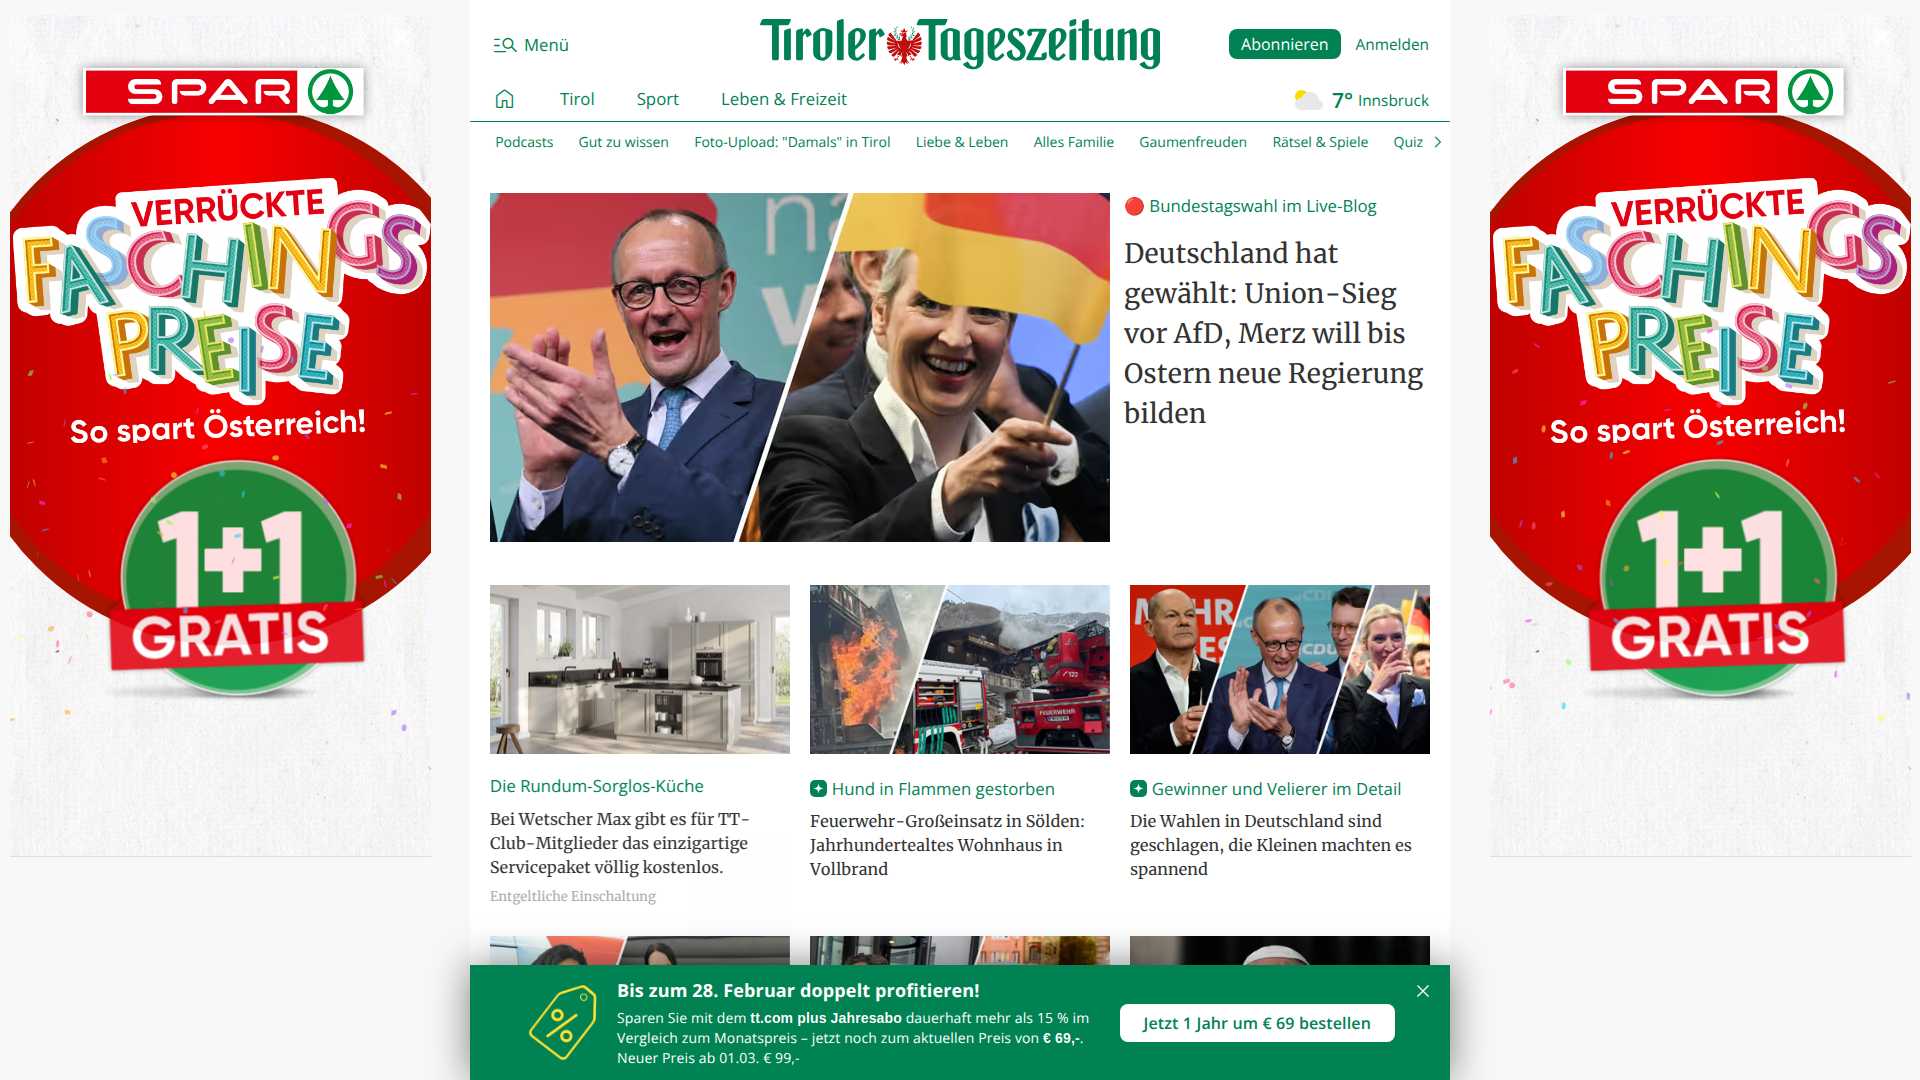 SPAR
VERRÜCKTE
FASCHINGS
PREISE
So spart Österreich!
1+1
GRATIS
Menü
Tiroler Tageszeitung
Abonnieren
Anmelden
Tirol
Sport
Leben & Freizeit
7° Innsbruck
Podcasts
Gut zu wissen
Foto-Upload: "Damals" in Tirol
Liebe & Leben
Alles Familie
Gaumenfreuden
Rätsel & Spiele
Quiz
Bundestagswahl im Live-Blog
Deutschland hat
gewählt: Union-Sieg
vor AfD, Merz will bis
Ostern neue Regierung
bilden
FEUERWEHR
122
CDU
Die Rundum-Sorglos-Küche
Bei Wetscher Max gibt es für TT-
Club-Mitglieder das einzigartige
Servicepaket völlig kostenlos.
Entgeltliche Einschaltung
Hund in Flammen gestorben
Feuerwehr-Großeinsatz in Sölden:
Jahrhundertealtes Wohnhaus in
Vollbrand
Gewinner und Velierer im Detail
Die Wahlen in Deutschland sind
geschlagen, die Kleinen machten es
spannend
Bis zum 28. Februar doppelt profitieren!
Sparen Sie mit dem tt.com plus Jahresabo dauerhaft mehr als 15 % im
Vergleich zum Monatspreis – jetzt noch zum aktuellen Preis von € 69,-.
Neuer Preis ab 01.03. € 99,-
Jetzt 1 Jahr um € 69 bestellen
SPAR
VERRÜCKTE
FASCHINGS
PREISE
So spart Österreich!
1+1
GRATIS